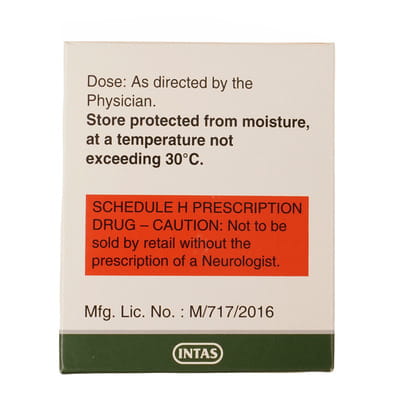 Dose: As directed by the
Physician.
Store protected from moisture,
at a temperature not
exceeding 30°C.
SCHEDULE H PRESCRIPTION
DRUG – CAUTION: Not to be
sold by retail without the
prescription of a Neurologist.
Mfg. Lic. No. : M/717/2016
INTAS